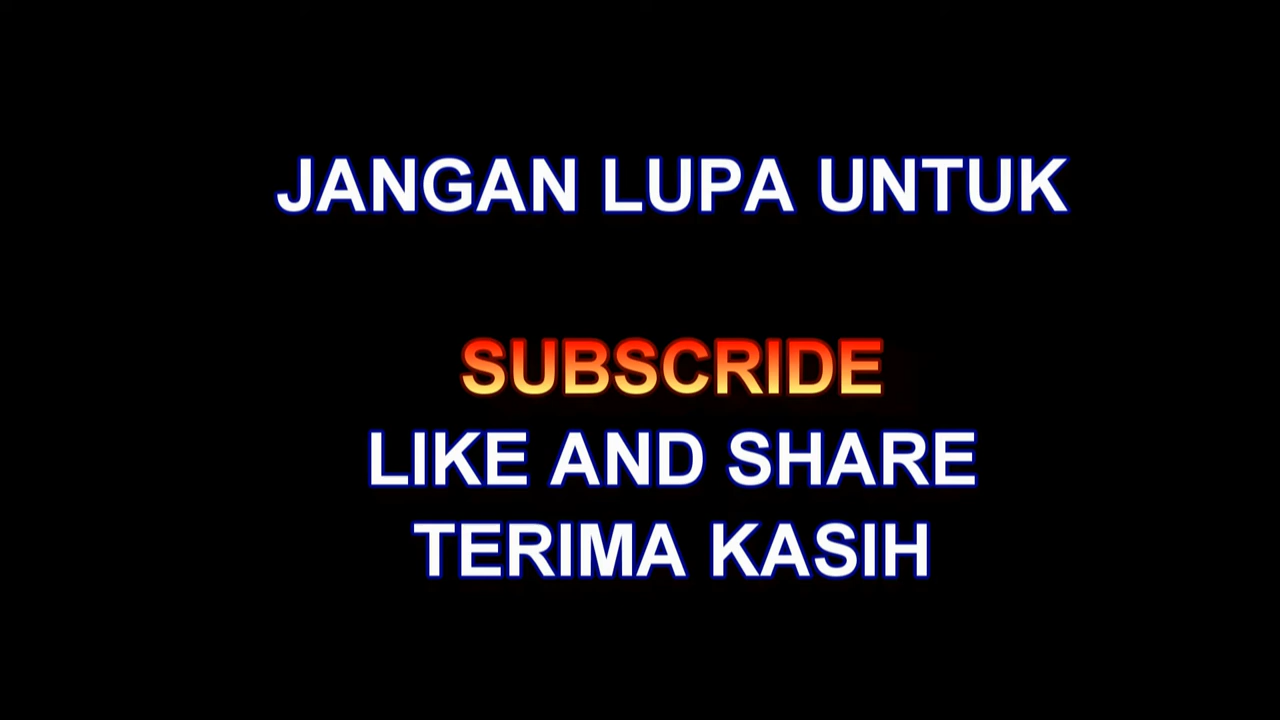 JANGAN LUPA UNTUK
SUBSCRIDE
LIKE AND SHARE
TERIMA KASIH